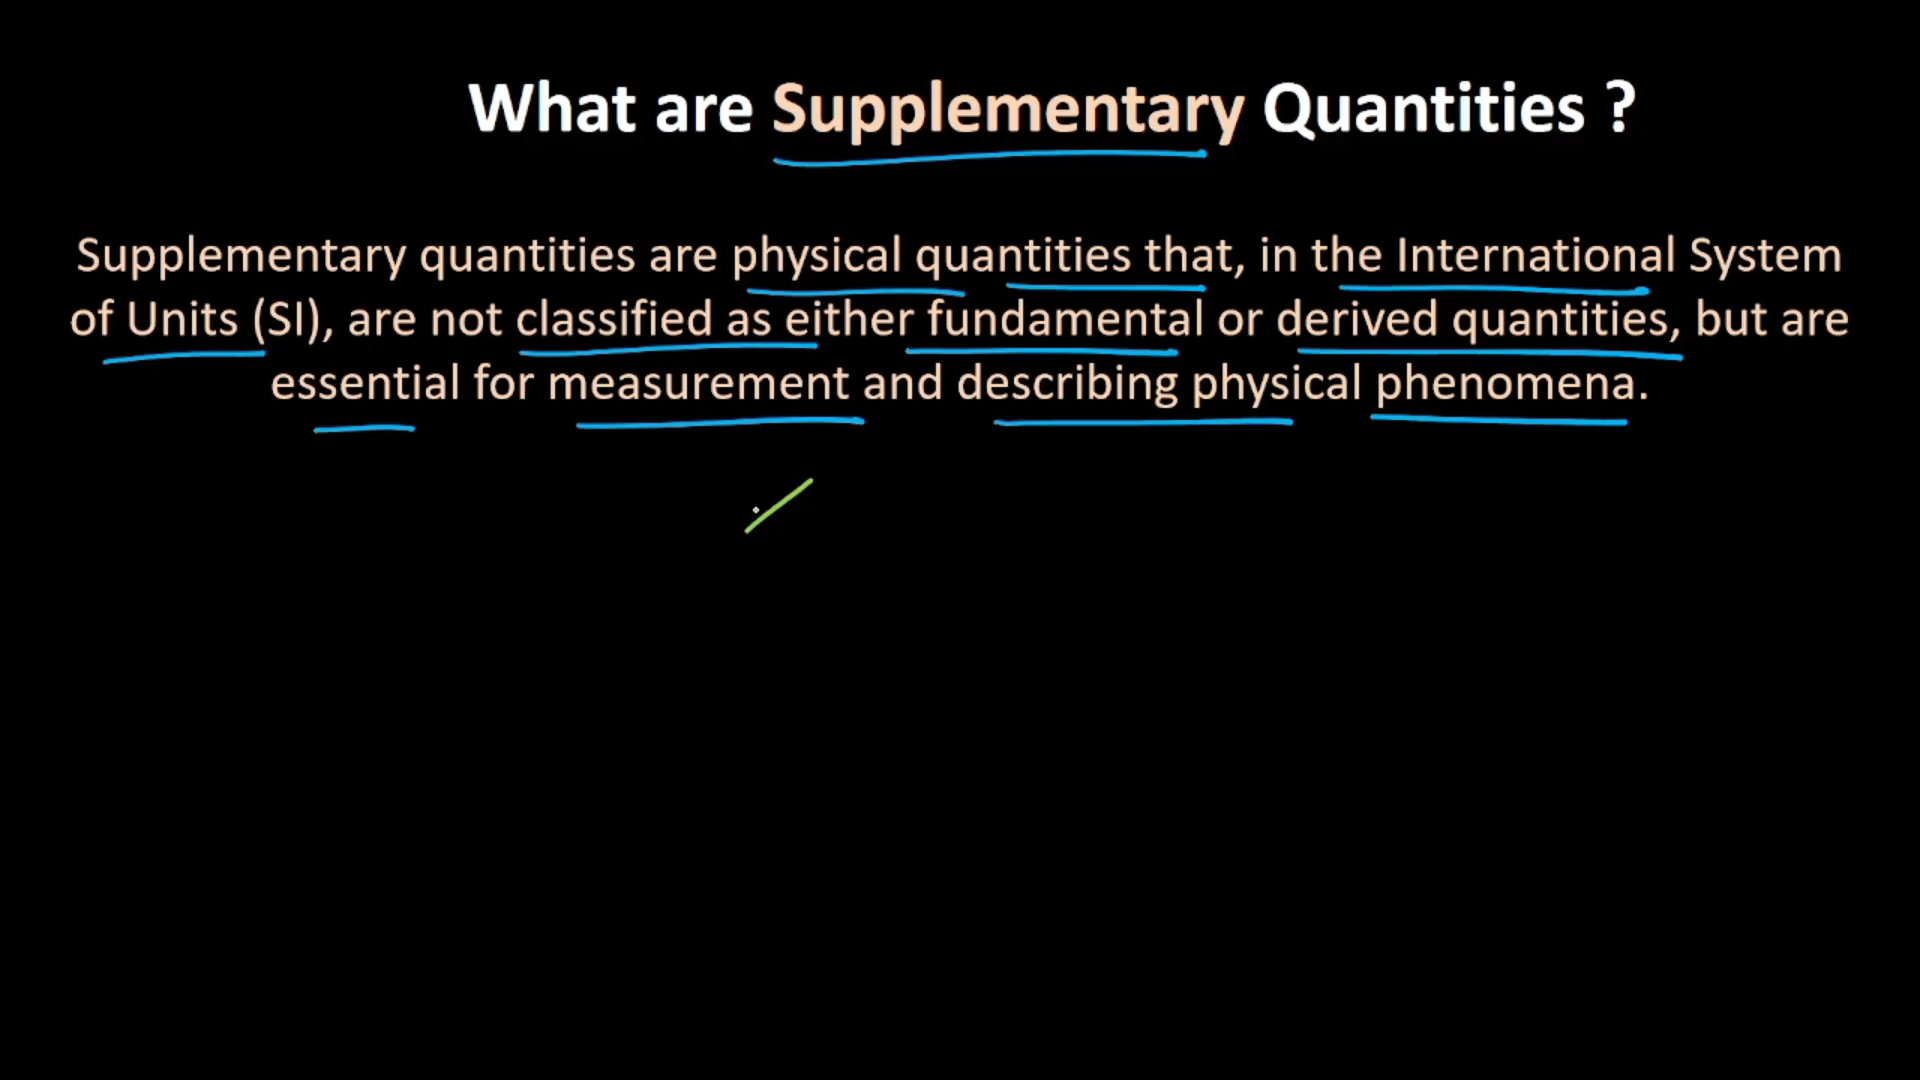 What are Supplementary Quantities ?
Supplementary quantities are physical quantities that, in the International System
of Units (SI), are not classified as either fundamental or derived quantities, but are
essential for measurement and describing physical phenomena.